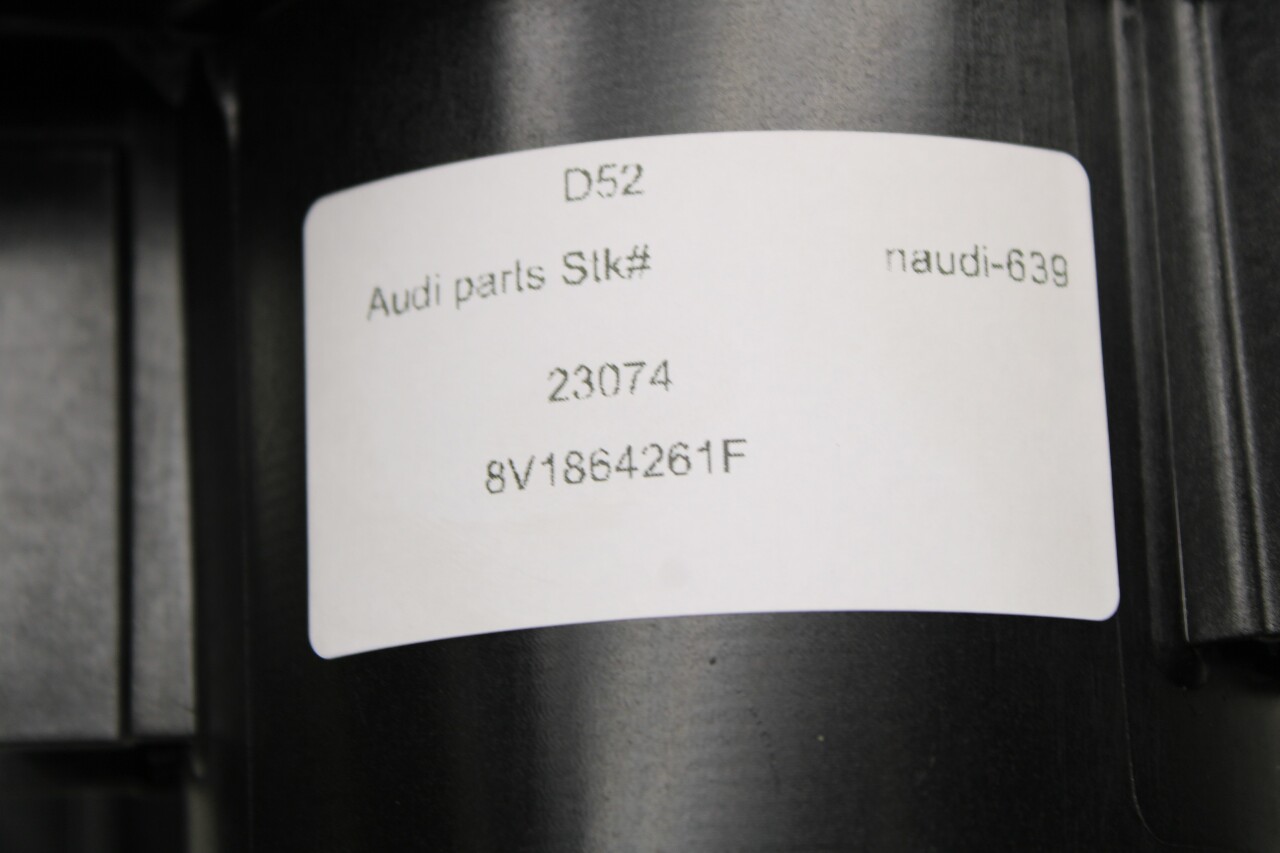 D52
Audi parts Stk# naudi-639
23074
8V1864261F